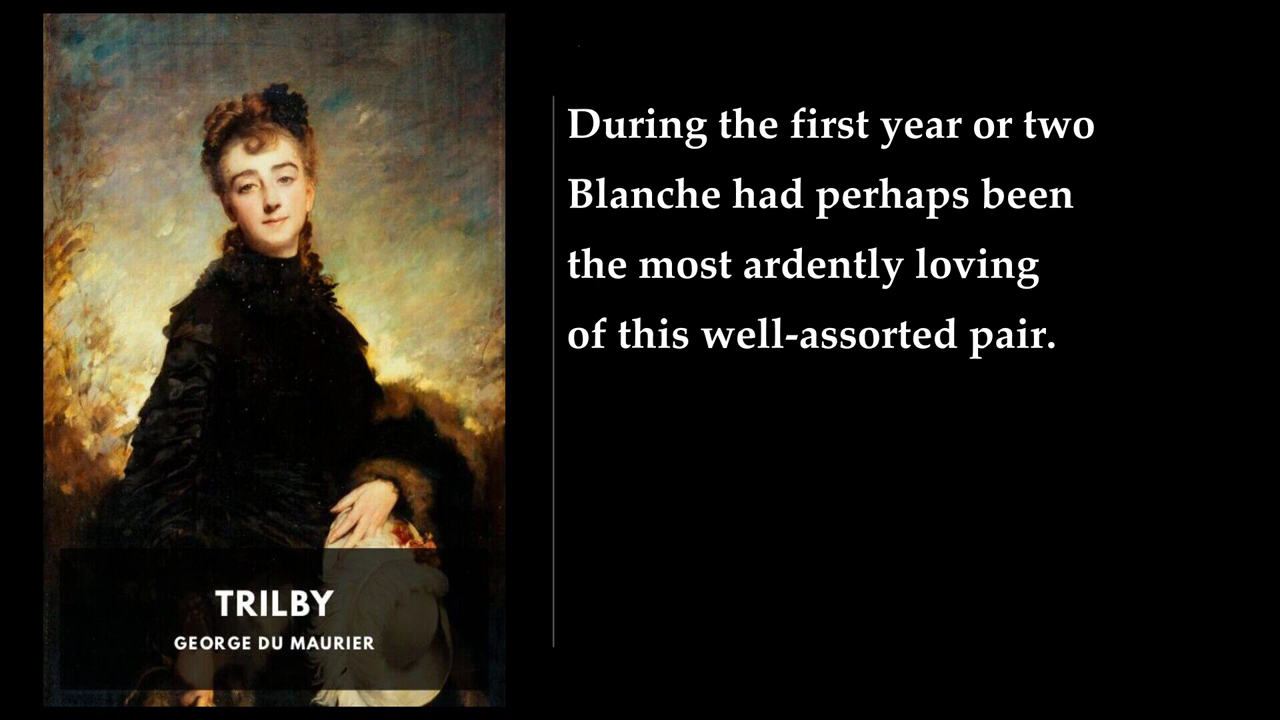 TRILBY
GEORGE DU MAURIER
During the first year or two
Blanche had perhaps been
the most ardently loving
of this well-assorted pair.